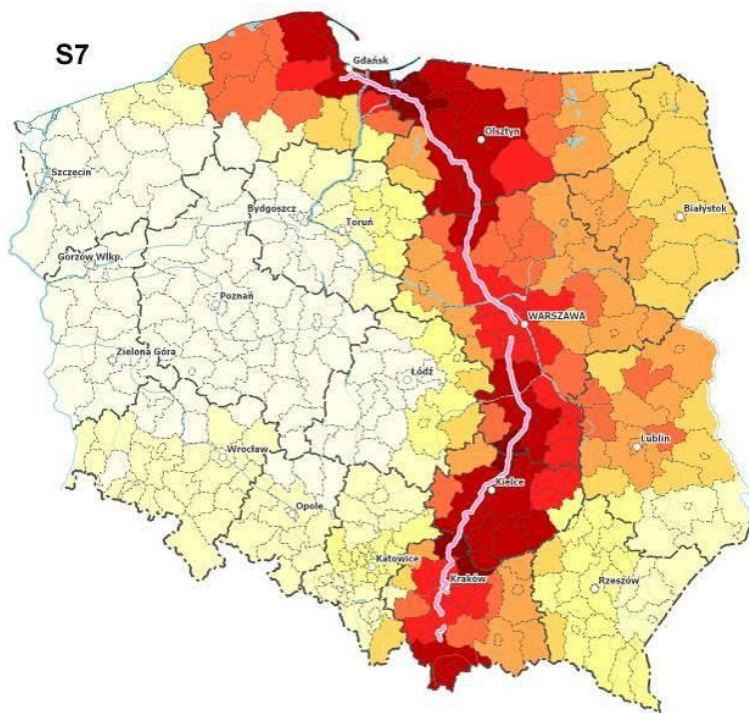 S7
Gdańsk
Olsztyn
Szczecin
Białystok
Bydgoszcz
Toruń
Gorzów Wlkp.
Poznań
WARSZAWA
Zielona Góra
Łódź
Lublin
Wrocław
Kielce
Opole
Katowice
Kraków
Rzeszów